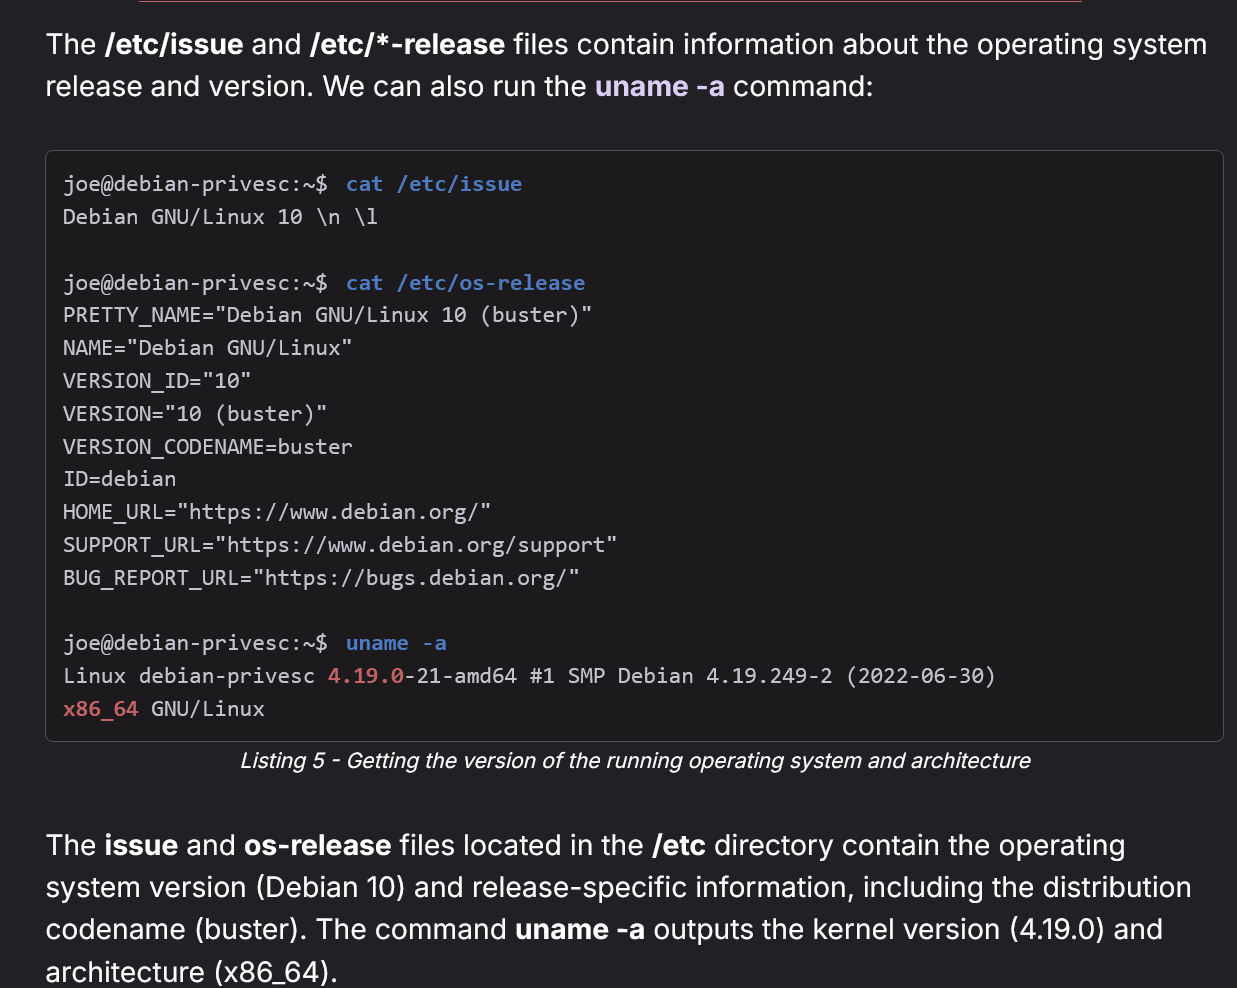 The /etc/issue and /etc/*-release files contain information about the operating system
release and version. We can also run the uname -a command:
joe@debian-privesc:~$ cat /etc/issue
Debian GNU/Linux 10 \n \l
joe@debian-privesc:~$ cat /etc/os-release
PRETTY_NAME="Debian GNU/Linux 10 (buster)"
NAME="Debian GNU/Linux"
VERSION_ID="10"
VERSION="10 (buster)"
VERSION_CODENAME=buster
ID=debian
HOME_URL="https://www.debian.org/"
SUPPORT_URL="https://www.debian.org/support"
BUG_REPORT_URL="https://bugs.debian.org/"
joe@debian-privesc:~$ uname -a
Linux debian-privesc 4.19.0-21-amd64 #1 SMP Debian 4.19.249-2 (2022-06-30)
x86_64 GNU/Linux
Listing 5 - Getting the version of the running operating system and architecture
The issue and os-release files located in the /etc directory contain the operating
system version (Debian 10) and release-specific information, including the distribution
codename (buster). The command uname -a outputs the kernel version (4.19.0) and
architecture (x86_64).